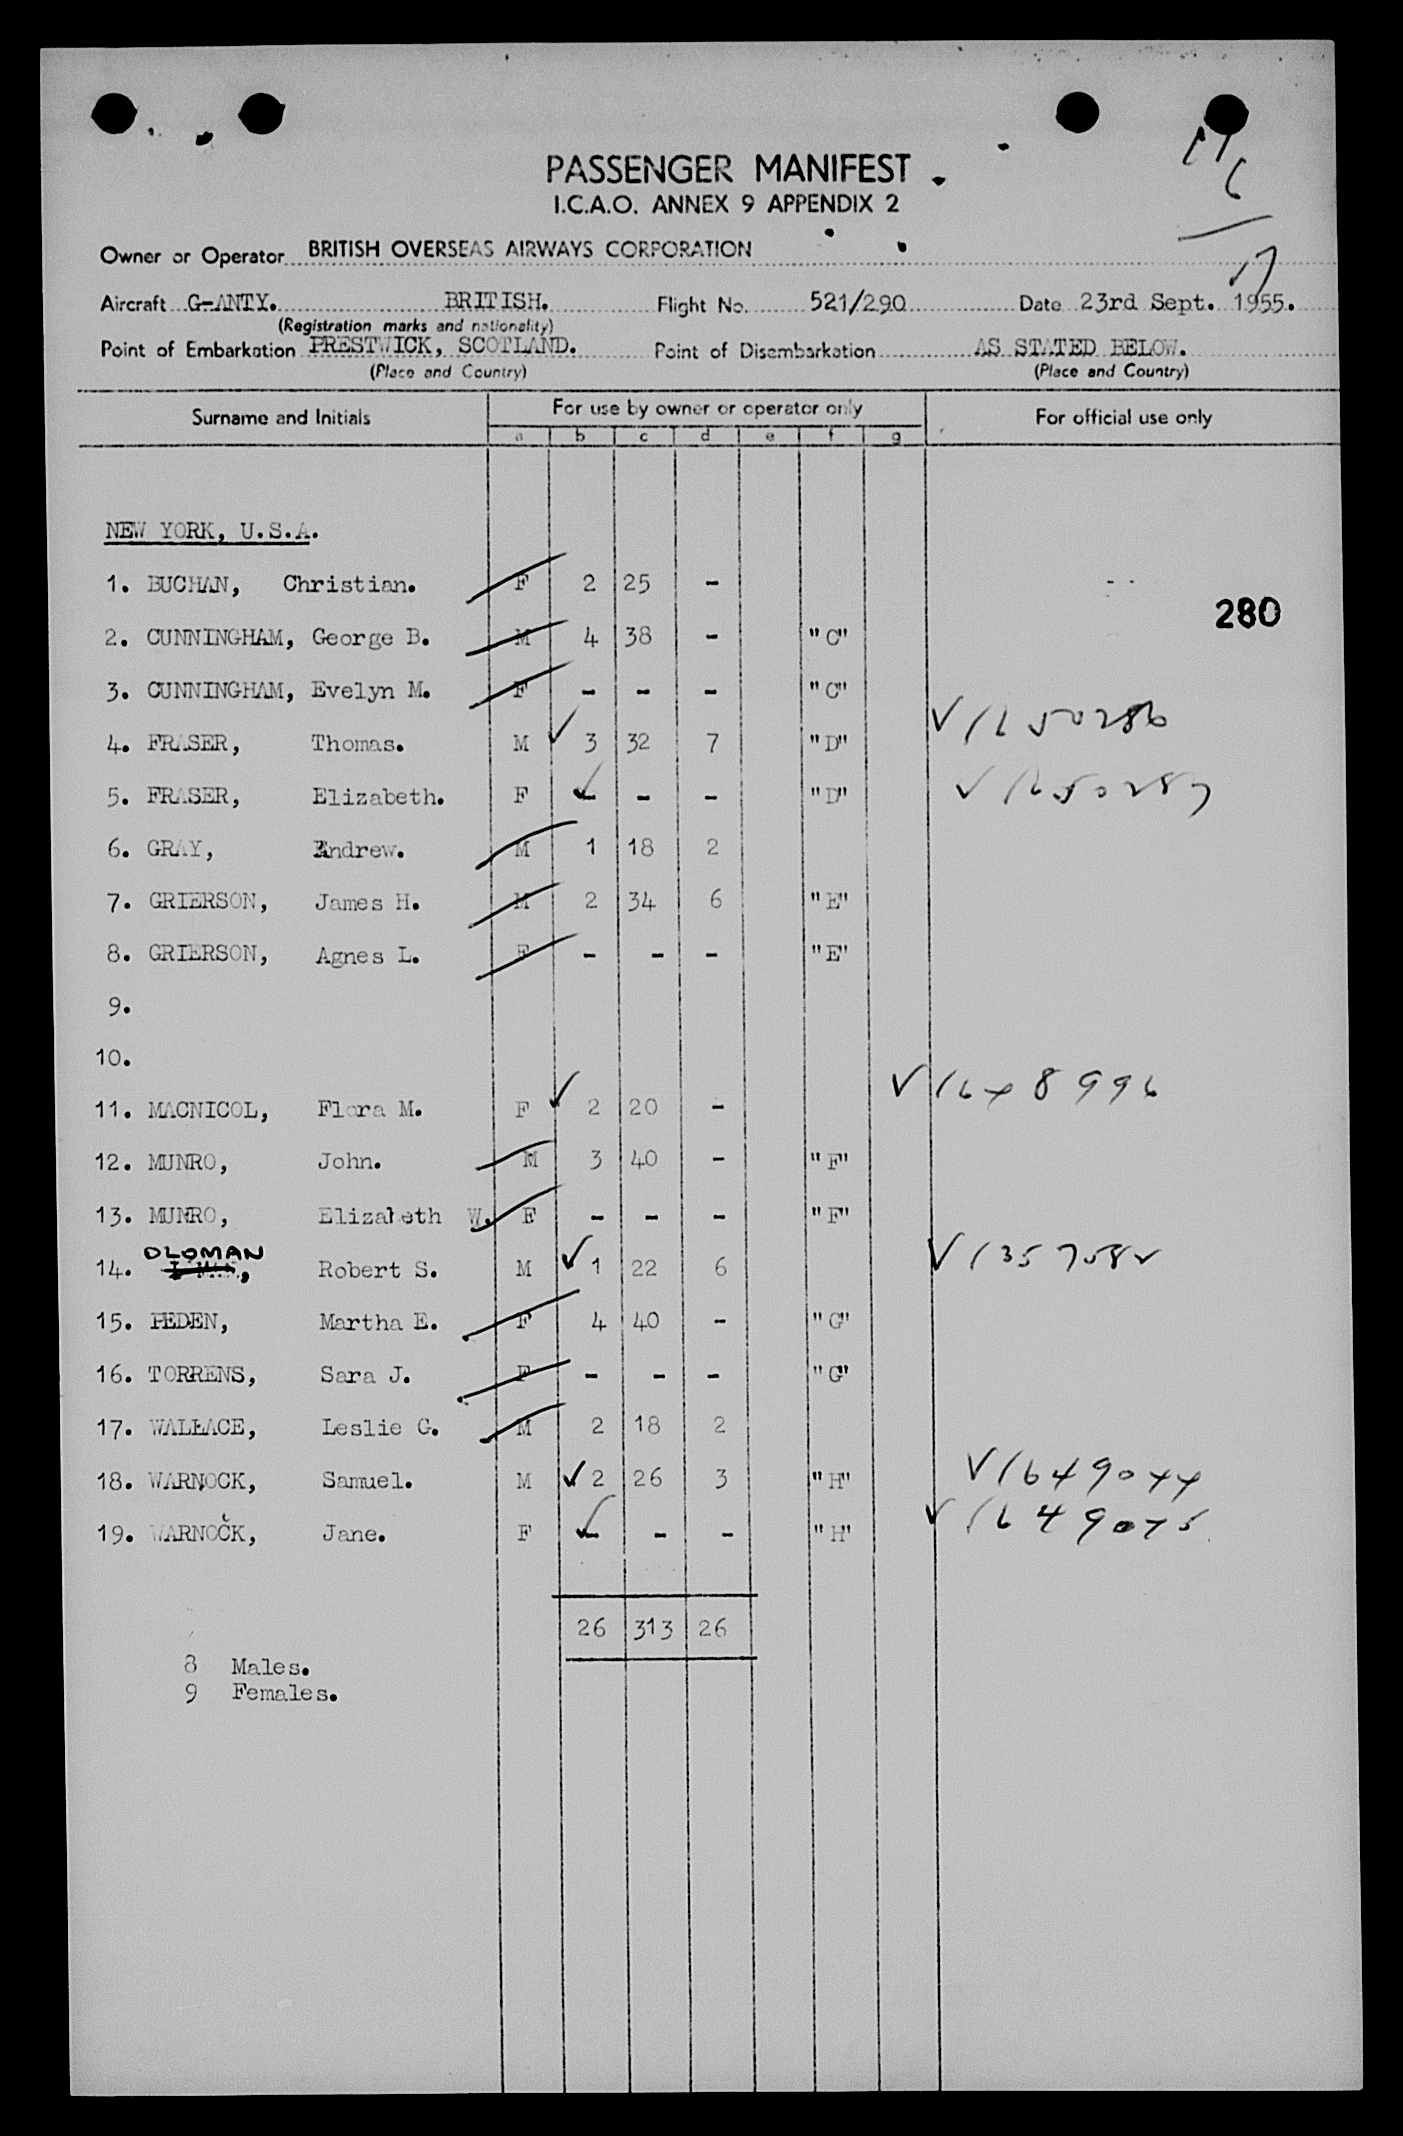 PASSENGER MANIFEST
I.C.A.O. ANNEX 9 APPENDIX 2
Owner or Operator BRITISH OVERSEAS AIRWAYS CORPORATION
Aircraft G-ANTY. BRITISH. Flight No. 521/290 Date 23rd Sept. 1955.
(Registration marks and nationality)
Point of Embarkation PRESTWICK, SCOTLAND. Point of Disembarkation AS STATED BELOW.
(Place and Country) (Place and Country)
Surname and Initials For use by owner or operator only For official use only
a b c d e f g
NEW YORK, U.S.A.
1. BUCHAN, Christian. F 2 25 -
280
2. CUNNINGHAM, George B. M 4 38 - "C"
3. CUNNINGHAM, Evelyn M. F - - - "C"
4. FRASER, Thomas. M ✓ 3 32 7 "D" ✓ 1650286
5. FRASER, Elizabeth. F ✓ - - - "D" ✓ 1650287
6. GRAY, Andrew. M 1 18 2
7. GRIERSON, James H. M 2 34 6 "E"
8. GRIERSON, Agnes L. F - - - "E"
9.
10.
11. MACNICOL, Flora M. F ✓ 2 20 - ✓ 1648996
12. MUNRO, John. M 3 40 - "F"
13. MUNRO, Elizabeth W. F - - - "F"
14. OLOMAN, Robert S. M ✓ 1 22 6 ✓
15. PEDEN, Martha E. F 4 40 - "G"
16. TORRENS, Sara J. F - - - "G"
17. WALLACE, Leslie G. M 2 18 2
18. WARNOCK, Samuel. M ✓ 2 26 3 "H" ✓ 1649044
19. WARNOCK, Jane. F ✓ - - - "H" ✓
26 313 26
8 Males.
9 Females.